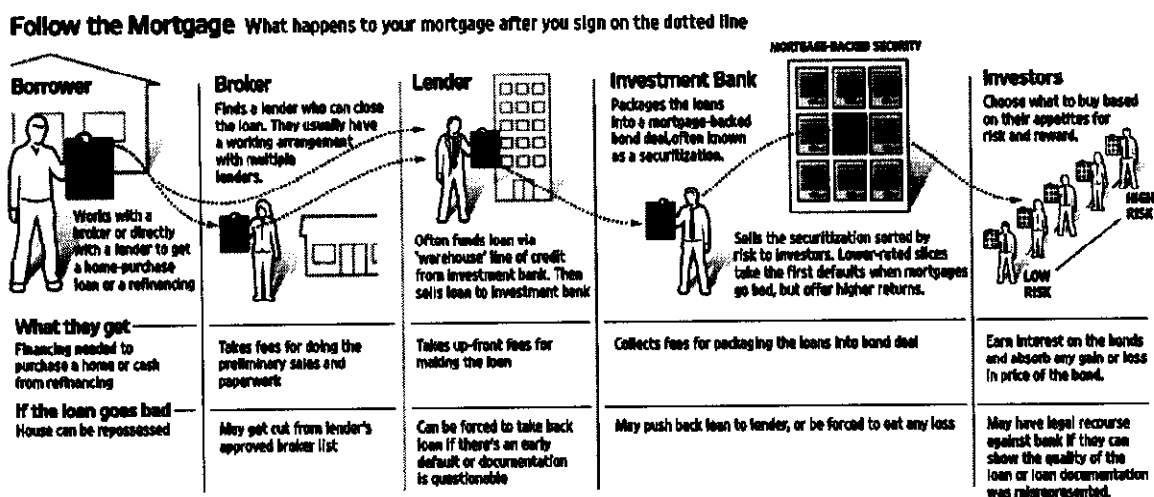 Follow the Mortgage What happens to your mortgage after you sign on the dotted line
Borrower
Works with a
broker or directly
with a lender to get
a home-purchase
loan or a refinancing
Broker
Finds a lender who can close
the loan. They usually have
a working arrangement
with multiple
lenders.
Lender
Often funds loan via
'warehouse' line of credit
from investment bank. Then
sells loan to investment bank
Investment Bank
Packages the loans
into a mortgage-backed
bond deal, often known
as a securitization.
MORTGAGE-BACKED SECURITY
Sells the securitization sorted by
risk to investors. Lower-rated slices
take the first defaults when mortgages
go bad, but offer higher returns.
Investors
Choose what to buy based
on their appetites for
risk and reward.
HIGH
RISK
LOW
RISK
What they get
Financing needed to
purchase a home or cash
from refinancing
Takes fees for doing the
preliminary sales and
paperwork
Takes up-front fees for
making the loan
Collects fees for packaging the loans into bond deal
Earn interest on the bonds
and absorb any gain or loss
in price of the bond.
If the loan goes bad
House can be repossessed
May get cut from lender's
approved broker list
Can be forced to take back
loan if there's an early
default or documentation
is questionable
May push back loan to lender, or be forced to eat any loss
May have legal recourse
against bank if they can
show the quality of the
loan or loan documentation
was misrepresented.